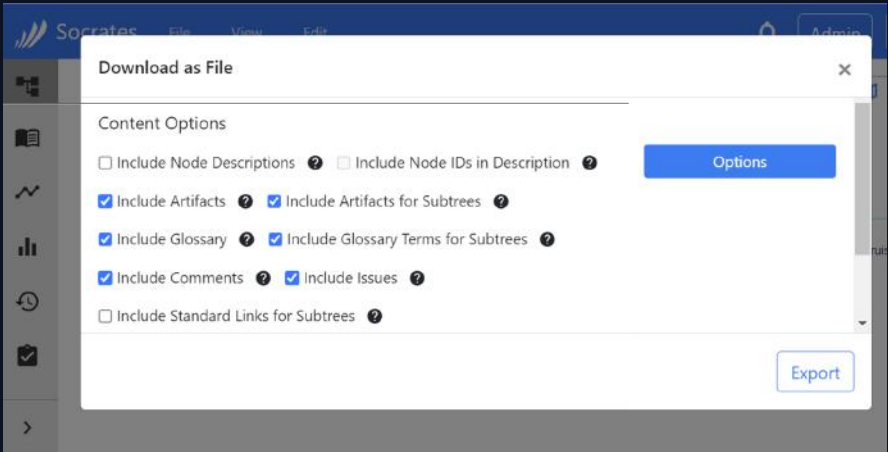 Socrates File View Edit Admin
Download as File ×
Content Options
Include Node Descriptions ? Include Node IDs in Description ? Options
Include Artifacts ? Include Artifacts for Subtrees ?
Include Glossary ? Include Glossary Terms for Subtrees ?
Include Comments ? Include Issues ?
Include Standard Links for Subtrees ?
Export